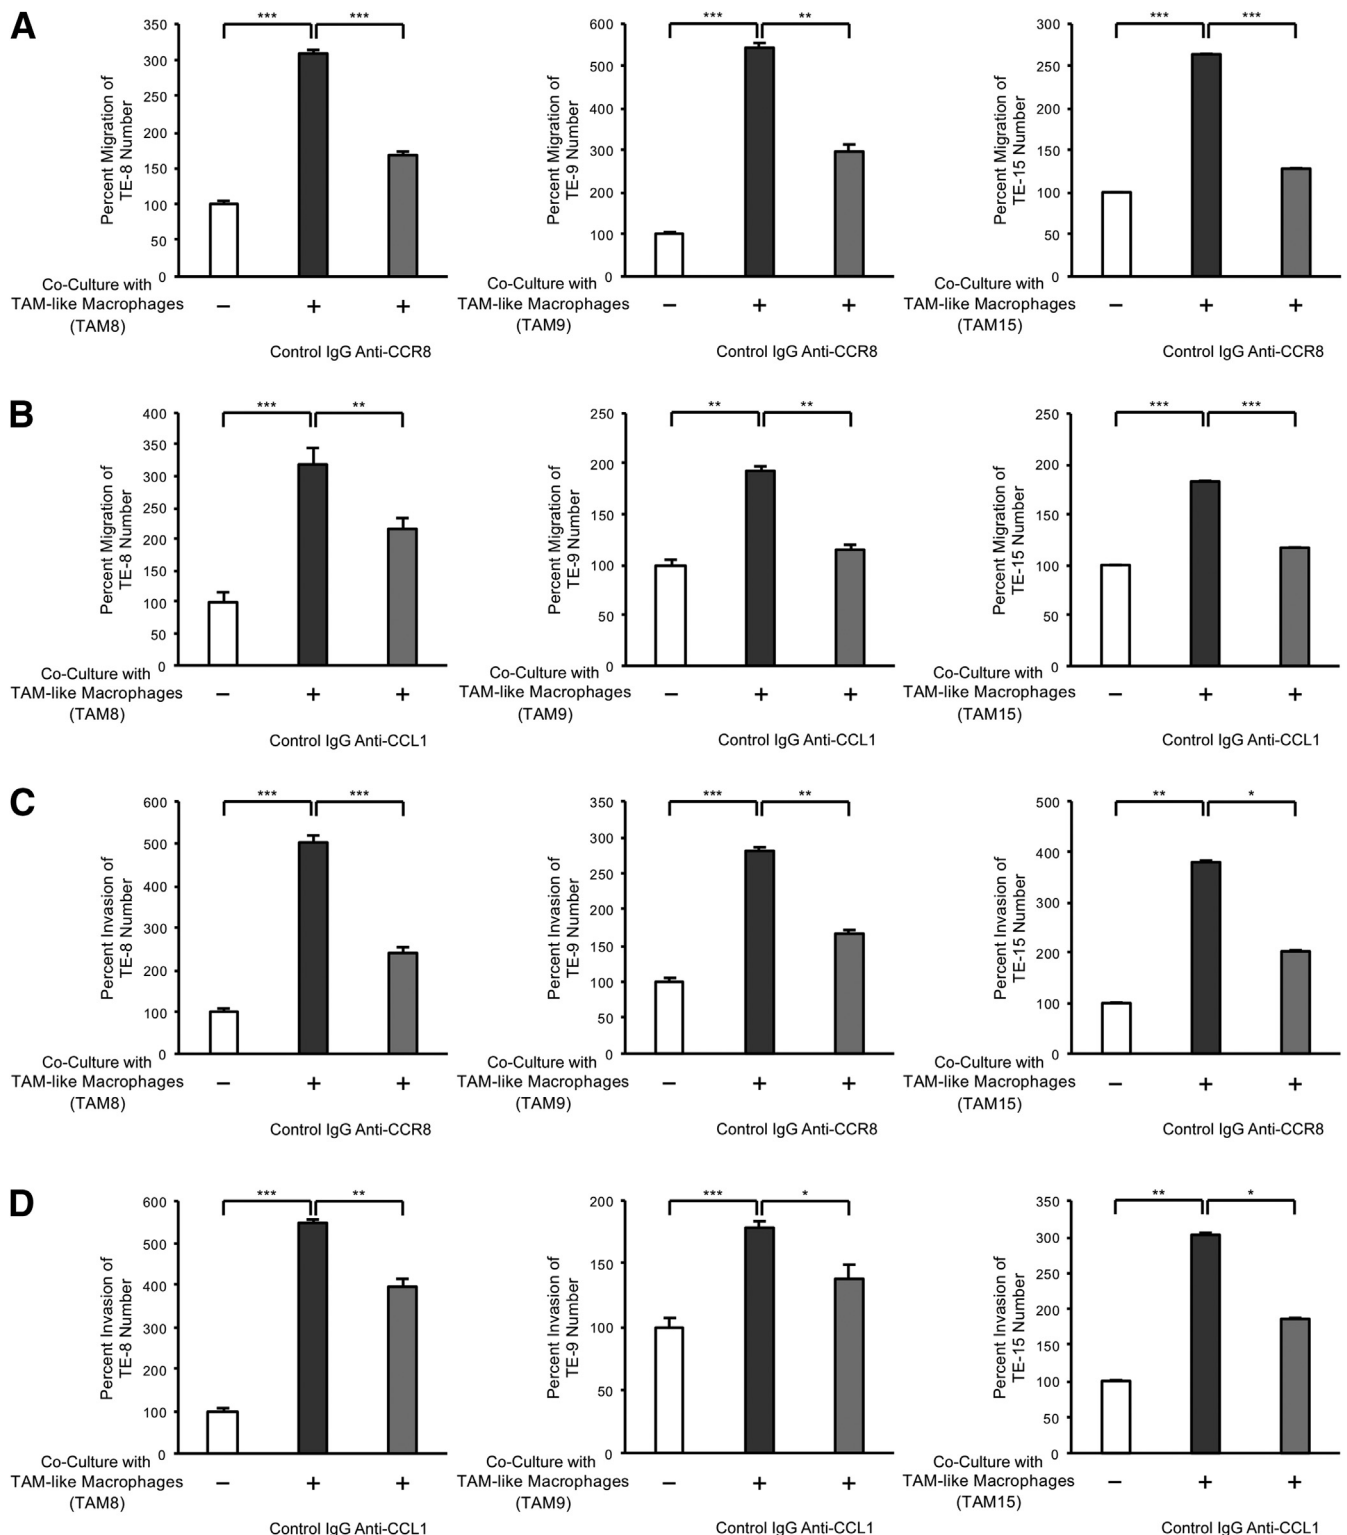 A
Percent Migration of
TE-8 Number
350
300
250
200
150
100
50
0
*** ***
Co-Culture with
TAM-like Macrophages
(TAM8)
− + +
Control IgG Anti-CCR8
Percent Migration of
TE-9 Number
600
500
400
300
200
100
0
*** **
Co-Culture with
TAM-like Macrophages
(TAM9)
− + +
Control IgG Anti-CCR8
Percent Migration of
TE-15 Number
300
250
200
150
100
50
0
*** ***
Co-Culture with
TAM-like Macrophages
(TAM15)
− + +
Control IgG Anti-CCR8
B
Percent Migration of
TE-8 Number
400
350
300
250
200
150
100
50
0
*** **
Co-Culture with
TAM-like Macrophages
(TAM8)
− + +
Control IgG Anti-CCL1
Percent Migration of
TE-9 Number
250
200
150
100
50
0
** **
Co-Culture with
TAM-like Macrophages
(TAM9)
− + +
Control IgG Anti-CCL1
Percent Migration of
TE-15 Number
250
200
150
100
50
0
*** ***
Co-Culture with
TAM-like Macrophages
(TAM15)
− + +
Control IgG Anti-CCL1
C
Percent Invasion of
TE-8 Number
600
500
400
300
200
100
0
*** ***
Co-Culture with
TAM-like Macrophages
(TAM8)
− + +
Control IgG Anti-CCR8
Percent Invasion of
TE-9 Number
350
300
250
200
150
100
50
0
*** **
Co-Culture with
TAM-like Macrophages
(TAM9)
− + +
Control IgG Anti-CCR8
Percent Invasion of
TE-15 Number
500
400
300
200
100
0
** *
Co-Culture with
TAM-like Macrophages
(TAM15)
− + +
Control IgG Anti-CCR8
D
Percent Invasion of
TE-8 Number
600
500
400
300
200
100
0
*** **
Co-Culture with
TAM-like Macrophages
(TAM8)
− + +
Control IgG Anti-CCL1
Percent Invasion of
TE-9 Number
200
150
100
50
0
*** *
Co-Culture with
TAM-like Macrophages
(TAM9)
− + +
Control IgG Anti-CCL1
Percent Invasion of
TE-15 Number
350
300
250
200
150
100
50
0
** *
Co-Culture with
TAM-like Macrophages
(TAM15)
− + +
Control IgG Anti-CCL1